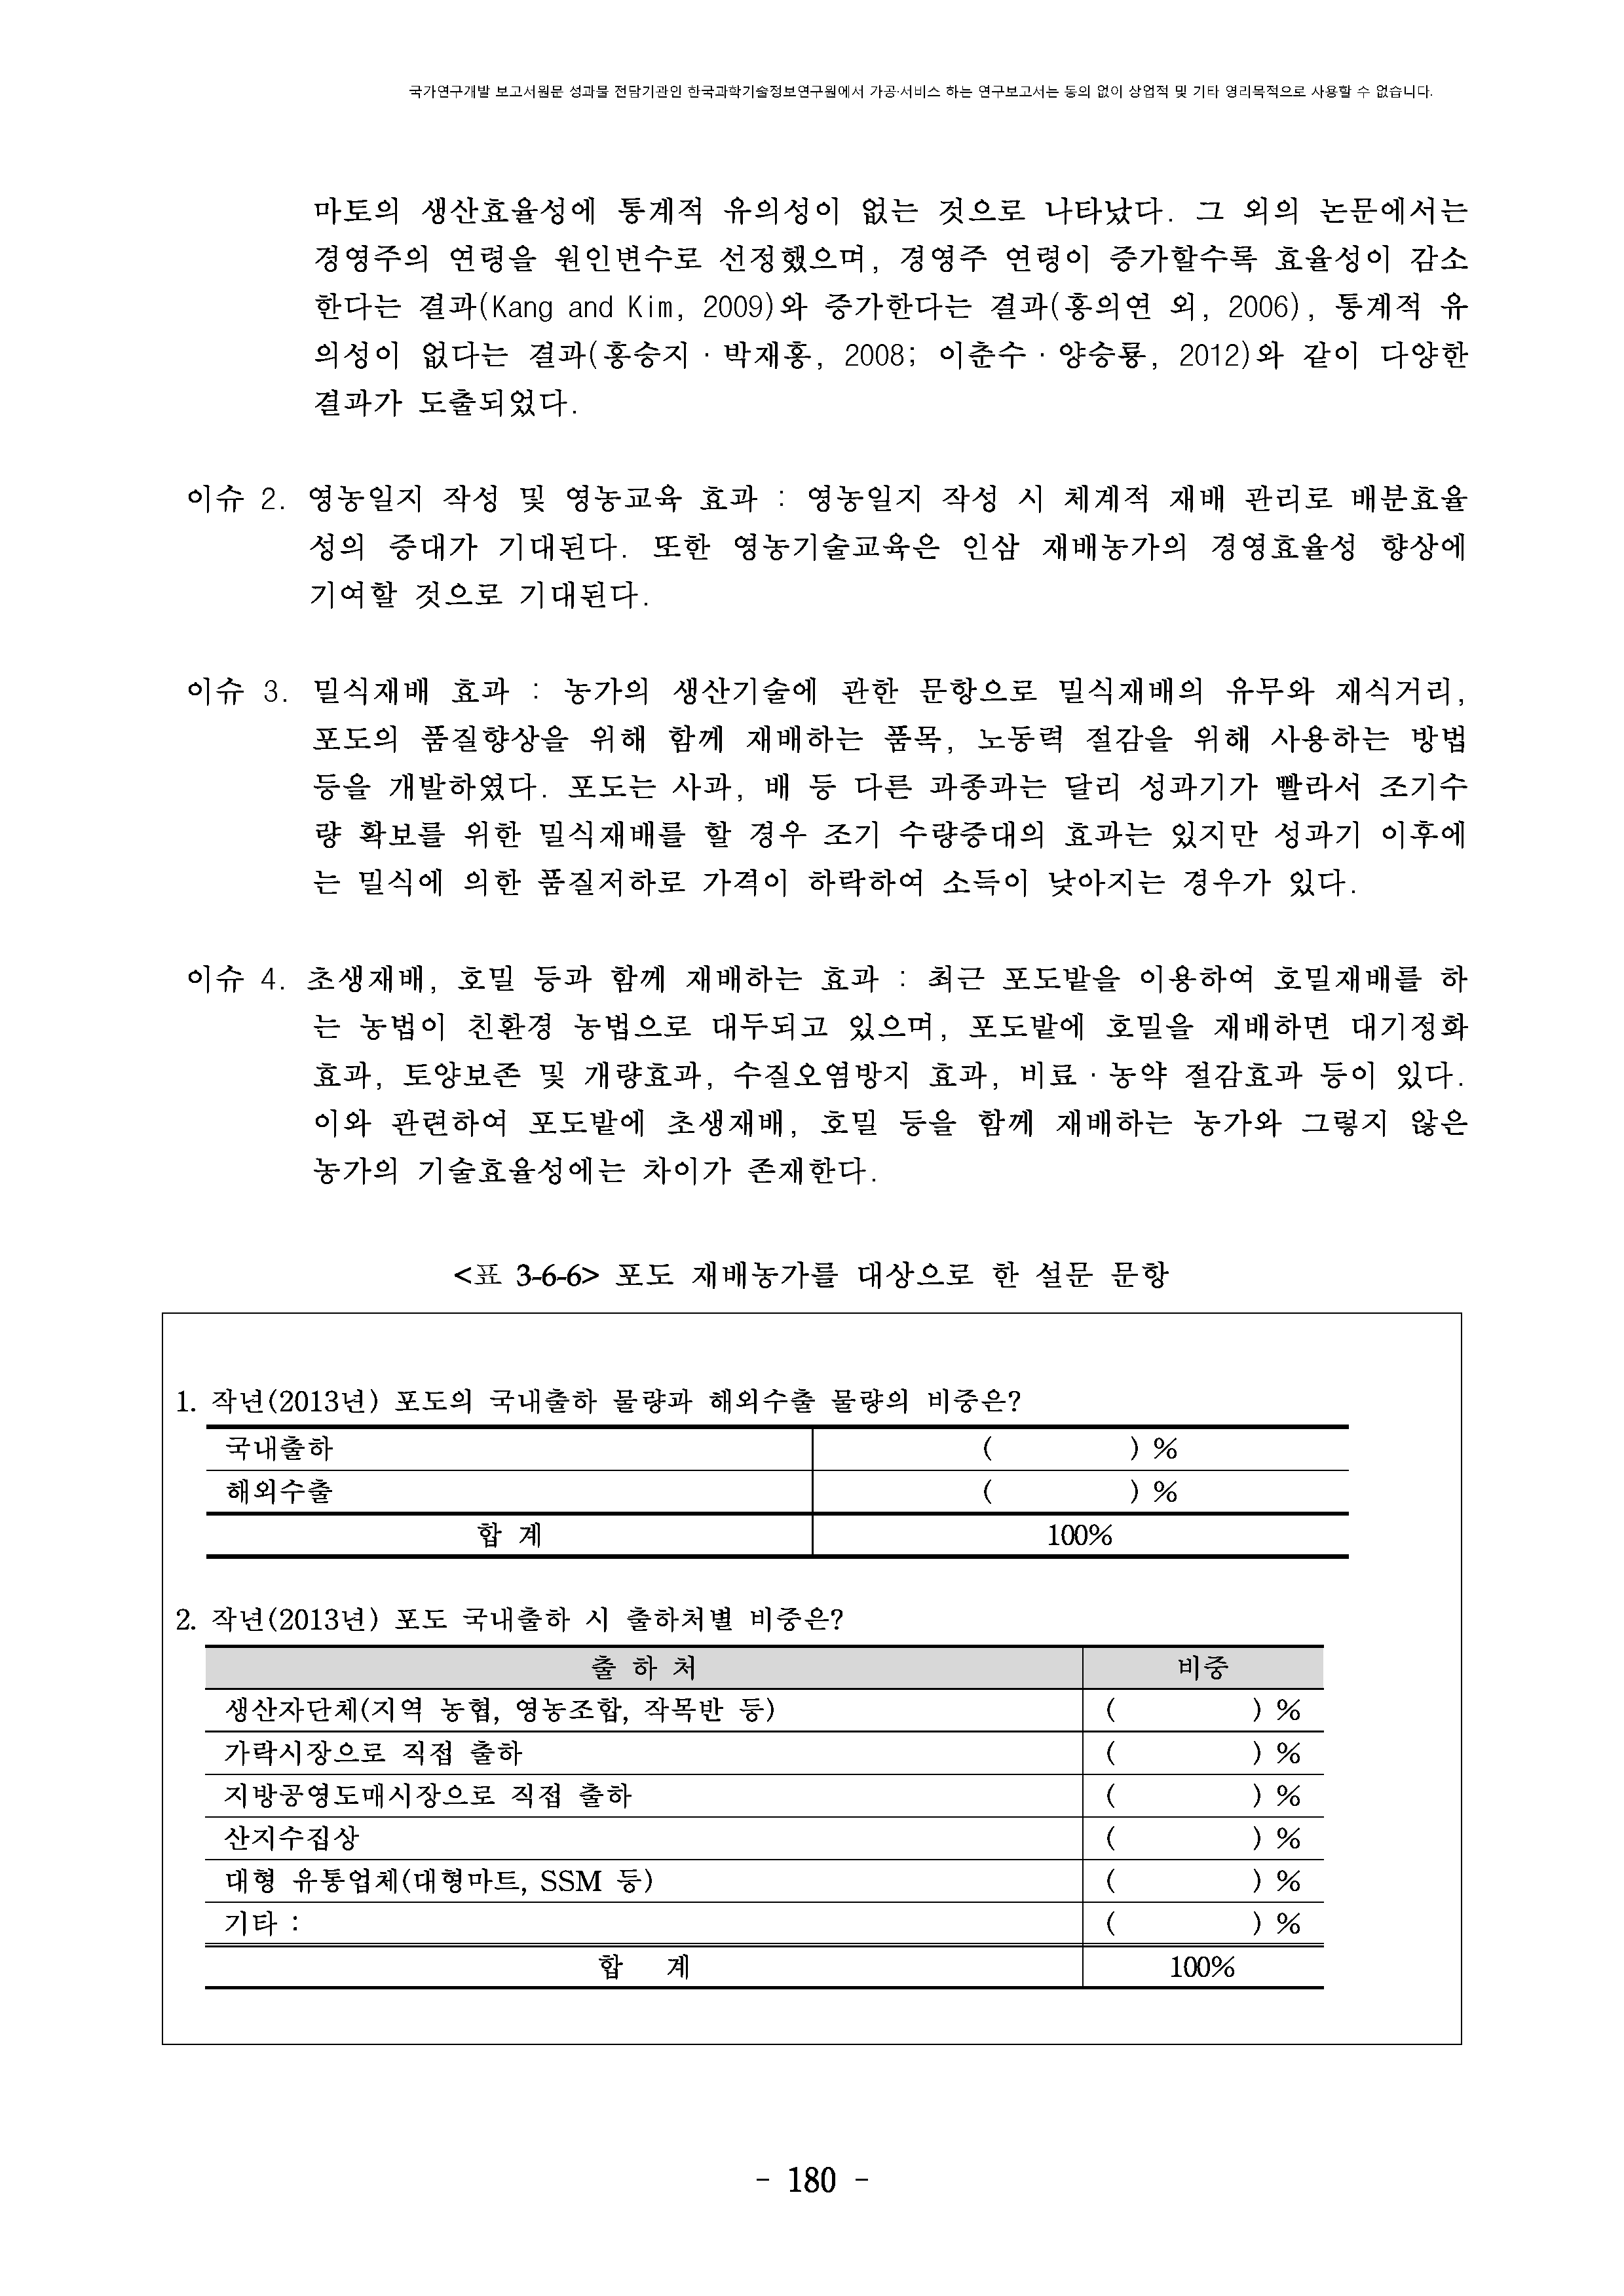 국가연구개발 보고서원문 성과물 전담기관인 한국과학기술정보연구원에서 가공·서비스 하는 연구보고서는 동의 없이 상업적 및 기타 영리목적으로 사용할 수 없습니다.
마토의 생산효율성에 통계적 유의성이 없는 것으로 나타났다. 그 외의 논문에서는
경영주의 연령을 원인변수로 선정했으며, 경영주 연령이 증가할수록 효율성이 감소
한다는 결과(Kang and Kim, 2009)와 증가한다는 결과(홍의연 외, 2006), 통계적 유
의성이 없다는 결과(홍승지·박재홍, 2008; 이춘수·양승룡, 2012)와 같이 다양한
결과가 도출되었다.
이슈 2. 영농일지 작성 및 영농교육 효과 : 영농일지 작성 시 체계적 재배 관리로 배분효율
성의 증대가 기대된다. 또한 영농기술교육은 인삼 재배농가의 경영효율성 향상에
기여할 것으로 기대된다.
이슈 3. 밀식재배 효과 : 농가의 생산기술에 관한 문항으로 밀식재배의 유무와 재식거리,
포도의 품질향상을 위해 함께 재배하는 품목, 노동력 절감을 위해 사용하는 방법
등을 개발하였다. 포도는 사과, 배 등 다른 과종과는 달리 성과기가 빨라서 조기수
량 확보를 위한 밀식재배를 할 경우 조기 수량증대의 효과는 있지만 성과기 이후에
는 밀식에 의한 품질저하로 가격이 하락하여 소득이 낮아지는 경우가 있다.
이슈 4. 초생재배, 호밀 등과 함께 재배하는 효과 : 최근 포도밭을 이용하여 호밀재배를 하
는 농법이 친환경 농법으로 대두되고 있으며, 포도밭에 호밀을 재배하면 대기정화
효과, 토양보존 및 개량효과, 수질오염방지 효과, 비료·농약 절감효과 등이 있다.
이와 관련하여 포도밭에 초생재배, 호밀 등을 함께 재배하는 농가와 그렇지 않은
농가의 기술효율성에는 차이가 존재한다.
<표 3-6-6> 포도 재배농가를 대상으로 한 설문 문항
1. 작년(2013년) 포도의 국내출하 물량과 해외수출 물량의 비중은?
국내출하 ( ) %
해외수출 ( ) %
합 계 100%
2. 작년(2013년) 포도 국내출하 시 출하처별 비중은?
출 하 처 비중
생산자단체(지역 농협, 영농조합, 작목반 등) ( ) %
가락시장으로 직접 출하 ( ) %
지방공영도매시장으로 직접 출하 ( ) %
산지수집상 ( ) %
대형 유통업체(대형마트, SSM 등) ( ) %
기타 : ( ) %
합 계 100%
- 180 -